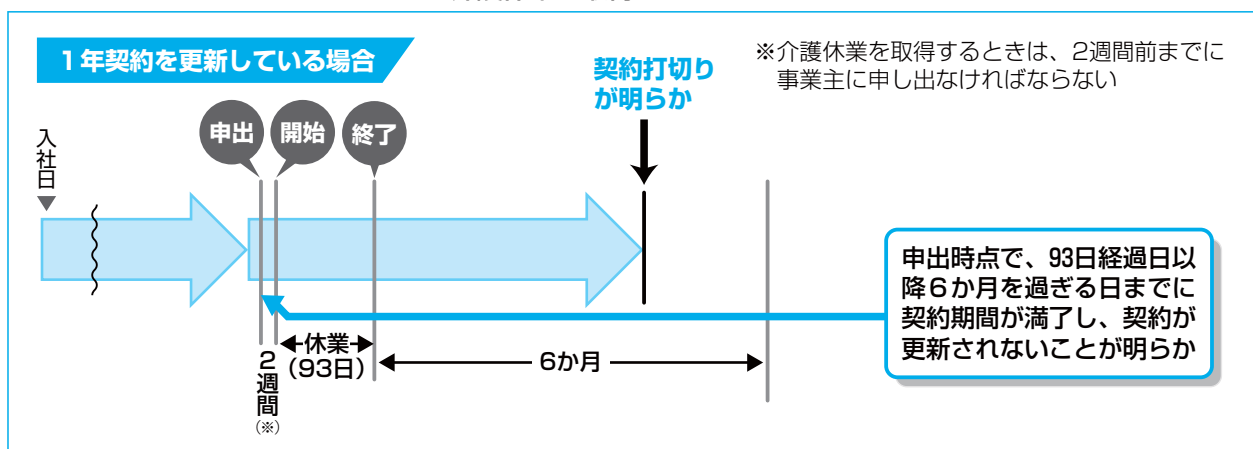 1年契約を更新している場合
※介護休業を取得するときは、2週間前までに
事業主に申し出なければならない
契約打切り
が明らか
申出
開始
終了
入社日
申出時点で、93日経過日以
降6か月を過ぎる日までに
契約期間が満了し、契約が
更新されないことが明らか
休業
(93日)
6か月
2週間
(※)